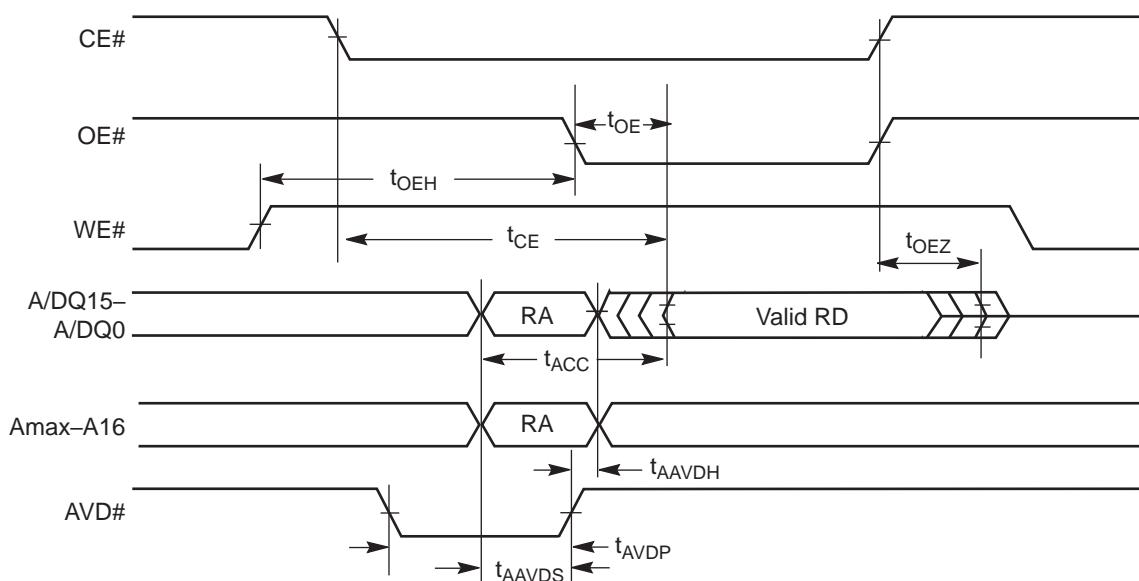 CE#
OE#
tOE
tOEH
WE#
tCE
tOEZ
A/DQ15–
A/DQ0
RA
Valid RD
tACC
Amax–A16
RA
tAAVDH
AVD#
tAVDP
tAAVDS